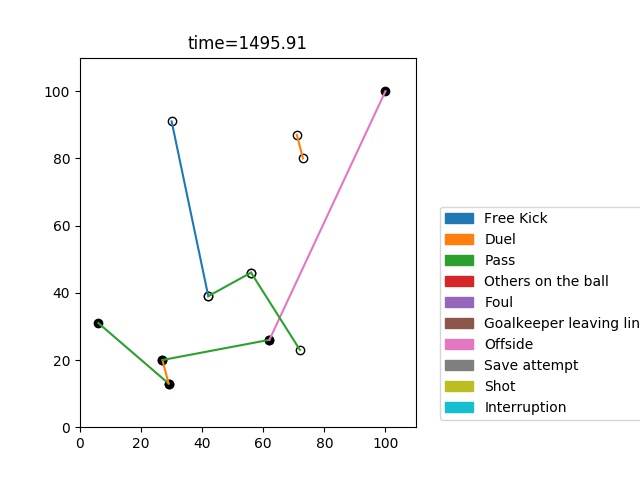 time=1495.91
100
80
60
40
20
0
0 20 40 60 80 100
Free Kick
Duel
Pass
Others on the ball
Foul
Goalkeeper leaving lin
Offside
Save attempt
Shot
Interruption